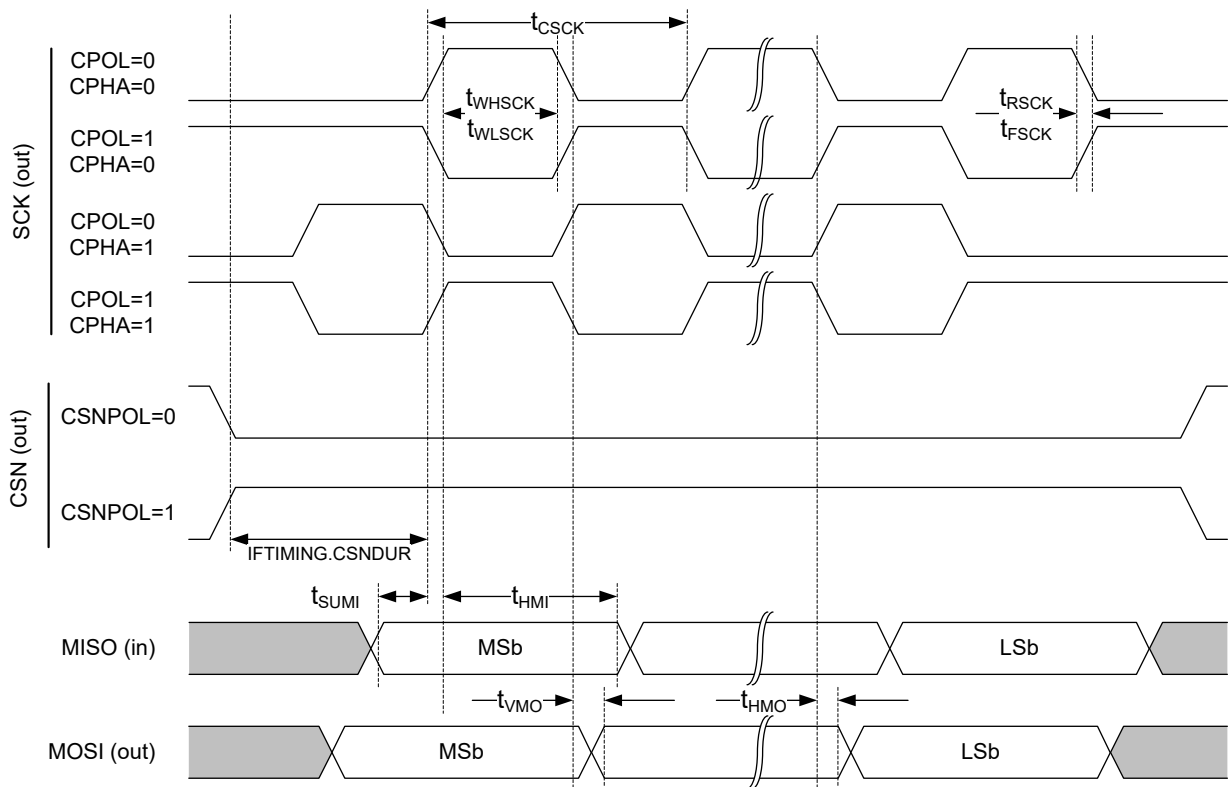 tCSCK
SCK (out)
CPOL=0
CPHA=0
tWHSCK
tWLSCK
tRSCK
tFSCK
CPOL=1
CPHA=0
CPOL=0
CPHA=1
CPOL=1
CPHA=1
CSN (out)
CSNPOL=0
CSNPOL=1
IFTIMING.CSNDUR
tSUMI
tHMI
MISO (in)
MSb
LSb
tVMO
tHMO
MOSI (out)
MSb
LSb